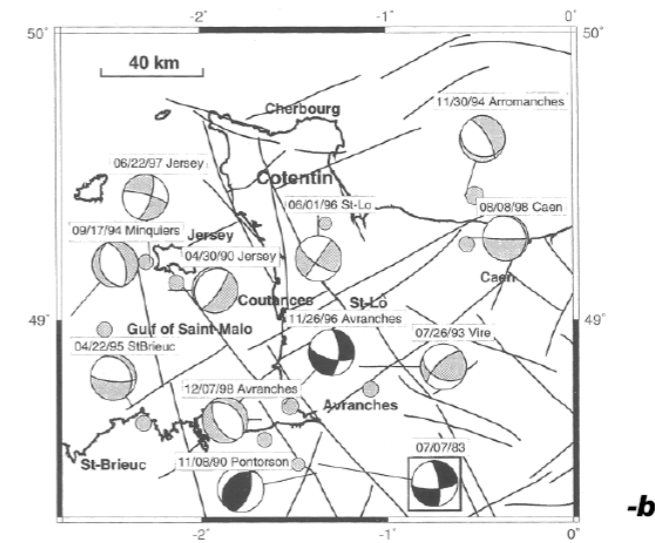 -2° -1° 0°
50° 50°
40 km
11/30/94 Arromanches
Cherbourg
06/22/97 Jersey
Cotentin
06/01/96 St-Lo
08/08/98 Caen
09/17/94 Minquiers
Jersey
04/30/90 Jersey
Caen
Coutances
St-Lô
49° 49°
11/26/96 Avranches
Gulf of Saint-Malo
07/26/93 Vire
04/22/95 StBrieuc
12/07/98 Avranches
Avranches
St-Brieuc
11/08/90 Pontorson
07/07/83
-b
-2° -1° 0°